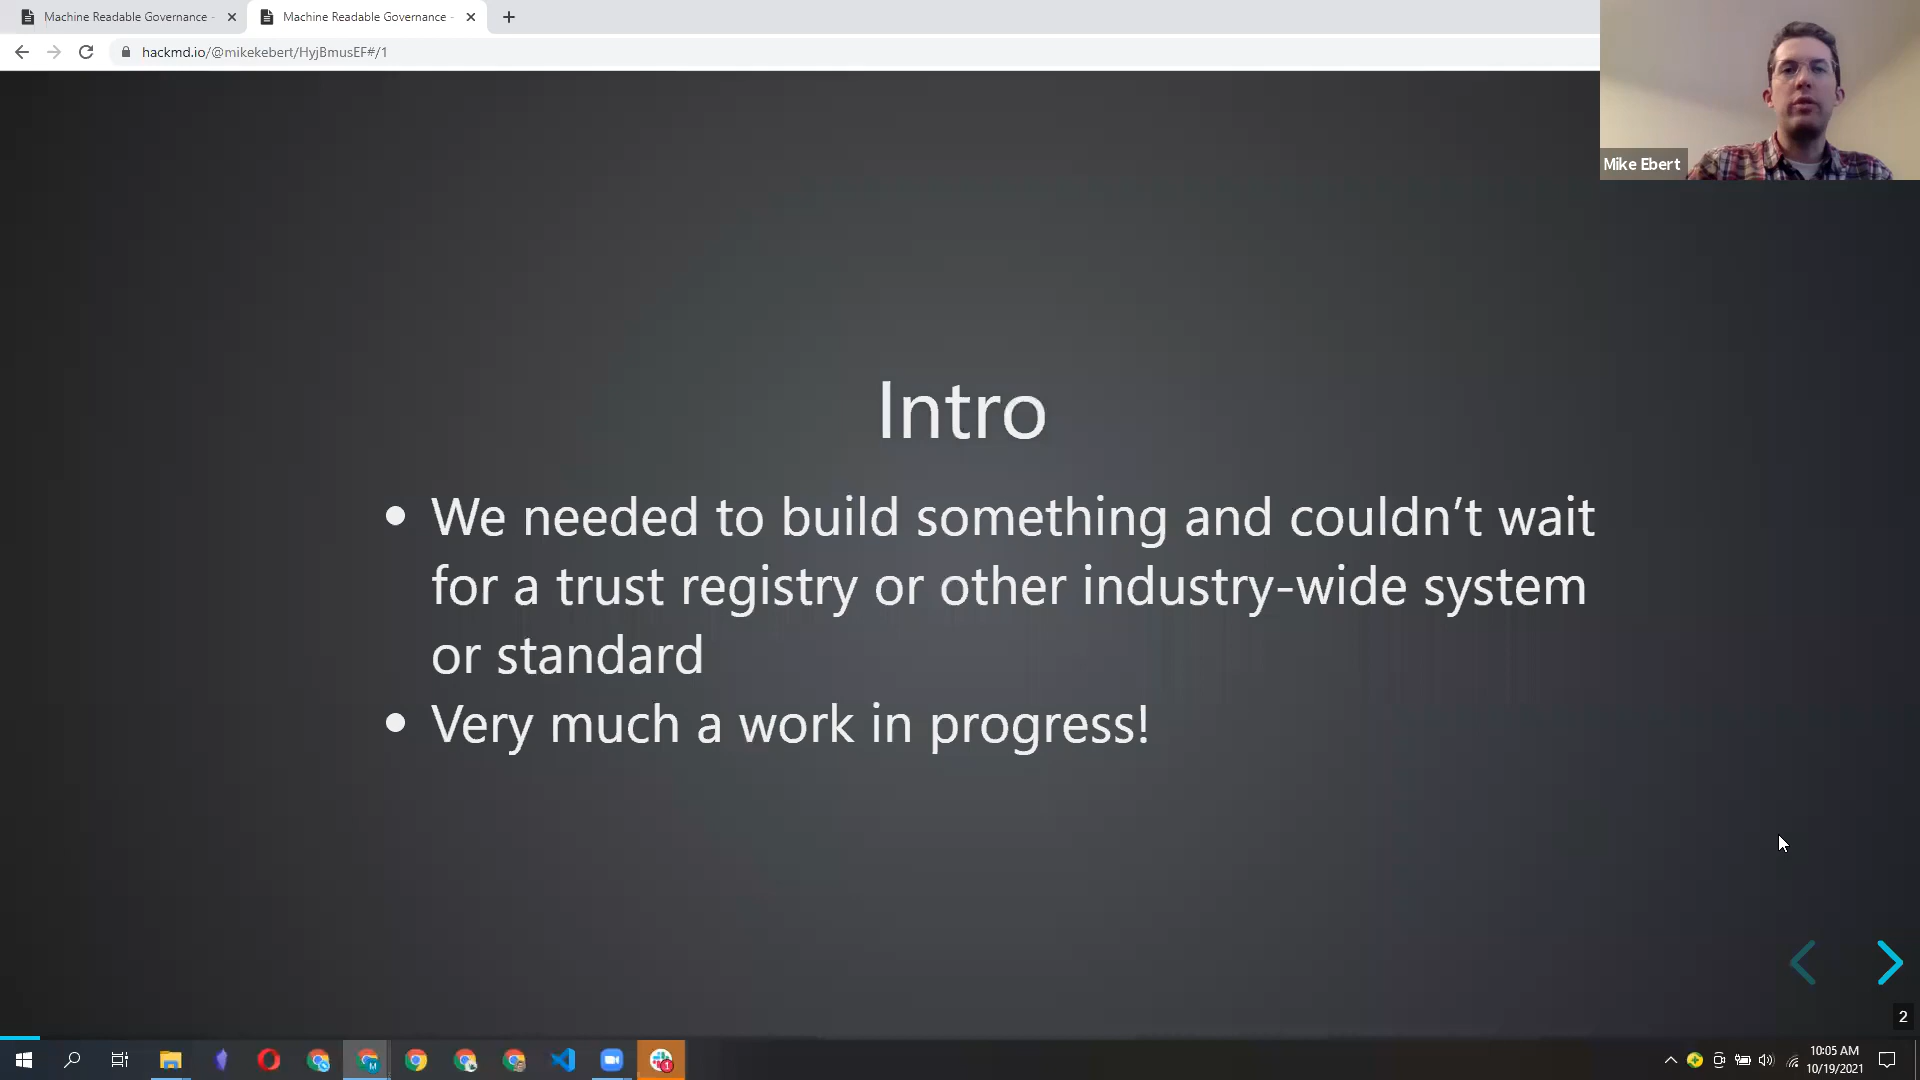 Machine Readable Governance -
Machine Readable Governance -
hackmd.io/@mikekebert/HyjBmusEF#/1
Mike Ebert
Intro
• We needed to build something and couldn’t wait
for a trust registry or other industry-wide system
or standard
• Very much a work in progress!
2
10:05 AM
10/19/2021